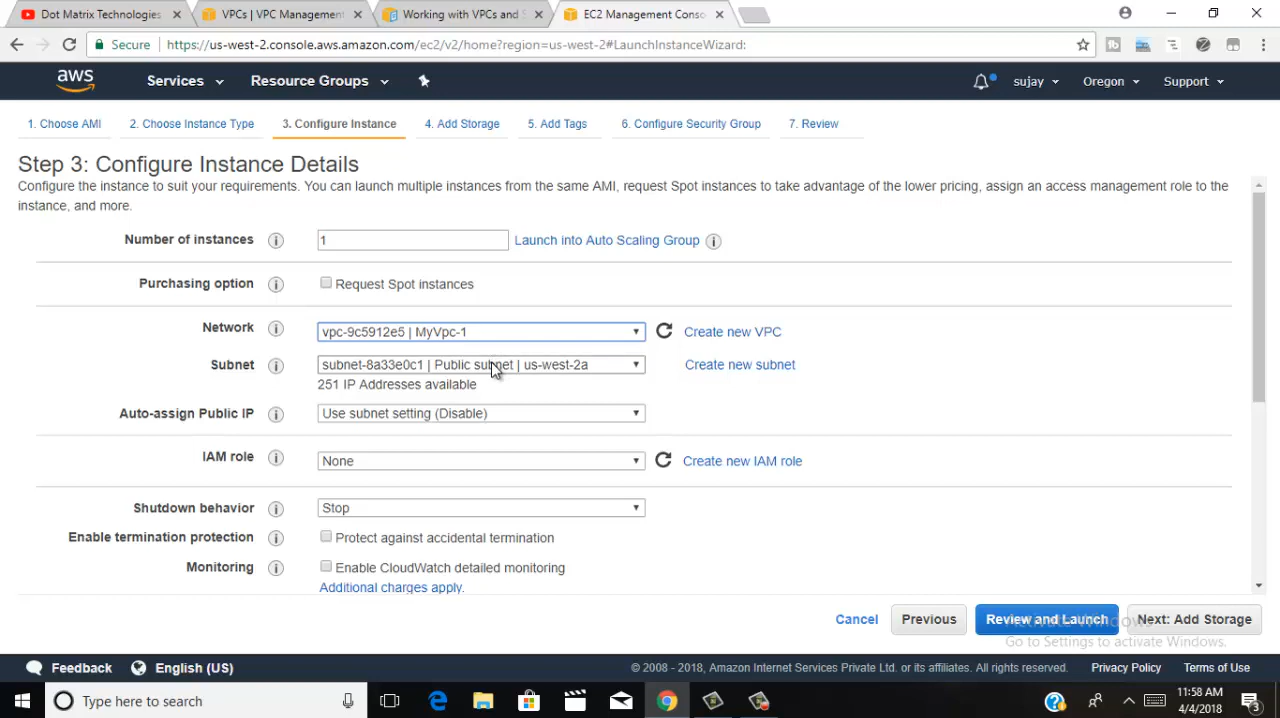 Dot Matrix Technologies
VPCs | VPC Management
Working with VPCs and S
EC2 Management Conso
Secure
https://us-west-2.console.aws.amazon.com/ec2/v2/home?region=us-west-2#LaunchInstanceWizard:
aws
Services
Resource Groups
sujay
Oregon
Support
1. Choose AMI
2. Choose Instance Type
3. Configure Instance
4. Add Storage
5. Add Tags
6. Configure Security Group
7. Review
Step 3: Configure Instance Details
Configure the instance to suit your requirements. You can launch multiple instances from the same AMI, request Spot instances to take advantage of the lower pricing, assign an access management role to the
instance, and more.
Number of instances
1
Launch into Auto Scaling Group
Purchasing option
Request Spot instances
Network
vpc-9c5912e5 | MyVpc-1
Create new VPC
Subnet
subnet-8a33e0c1 | Public subnet | us-west-2a
Create new subnet
251 IP Addresses available
Auto-assign Public IP
Use subnet setting (Disable)
IAM role
None
Create new IAM role
Shutdown behavior
Stop
Enable termination protection
Protect against accidental termination
Monitoring
Enable CloudWatch detailed monitoring
Additional charges apply.
Cancel
Previous
Review and Launch
Next: Add Storage
Activate Windows
Go to Settings to activate Windows.
Feedback
English (US)
© 2008 - 2018, Amazon Internet Services Private Ltd. or its affiliates. All rights reserved.
Privacy Policy
Terms of Use
Type here to search
11:58 AM
4/4/2018
3